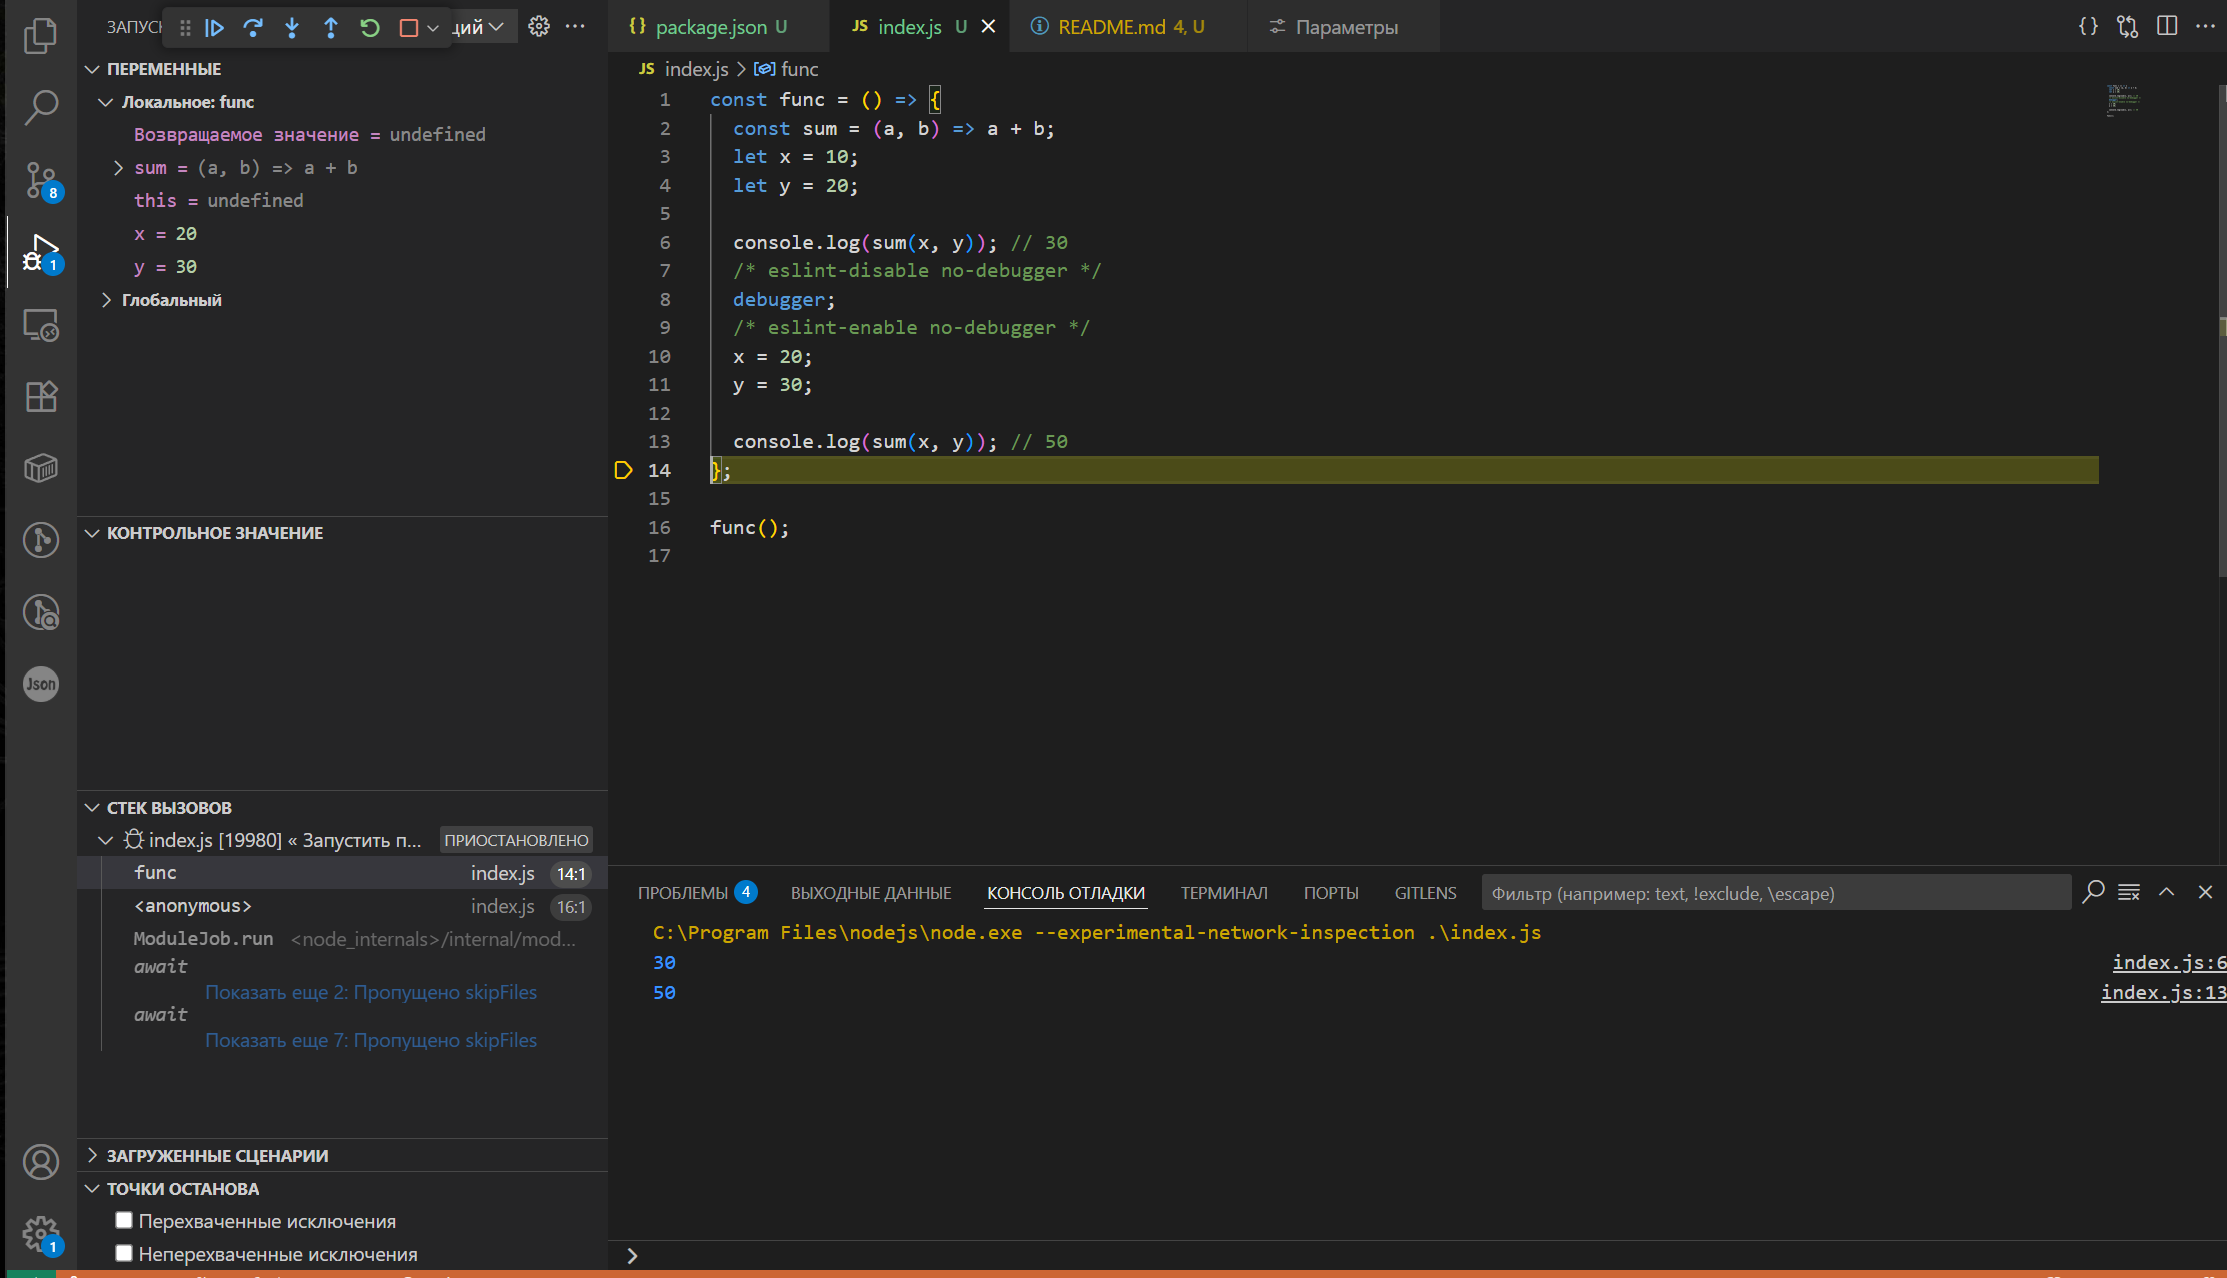 ЗАПУСК
ций
ПЕРЕМЕННЫЕ
Локальное: func
Возвращаемое значение = undefined
sum = (a, b) => a + b
this = undefined
x = 20
y = 30
Глобальный
КОНТРОЛЬНОЕ ЗНАЧЕНИЕ
СТЕК ВЫЗОВОВ
index.js [19980] « Запустить п... ПРИОСТАНОВЛЕНО
func index.js 14:1
<anonymous> index.js 16:1
ModuleJob.run <node_internals>/internal/mod...
await
Показать еще 2: Пропущено skipFiles
await
Показать еще 7: Пропущено skipFiles
ЗАГРУЖЕННЫЕ СЦЕНАРИИ
ТОЧКИ ОСТАНОВА
Перехваченные исключения
Неперехваченные исключения
8
1
Json
1
{} package.json U JS index.js U README.md 4, U Параметры
JS index.js > func
1 const func = () => {
2 const sum = (a, b) => a + b;
3 let x = 10;
4 let y = 20;
5
6 console.log(sum(x, y)); // 30
7 /* eslint-disable no-debugger */
8 debugger;
9 /* eslint-enable no-debugger */
10 x = 20;
11 y = 30;
12
13 console.log(sum(x, y)); // 50
14 };
15
16 func();
17
ПРОБЛЕМЫ 4 ВЫХОДНЫЕ ДАННЫЕ КОНСОЛЬ ОТЛАДКИ ТЕРМИНАЛ ПОРТЫ GITLENS Фильтр (например: text, !exclude, \escape)
C:\Program Files\nodejs\node.exe --experimental-network-inspection .\index.js
30 index.js:6
50 index.js:13
>